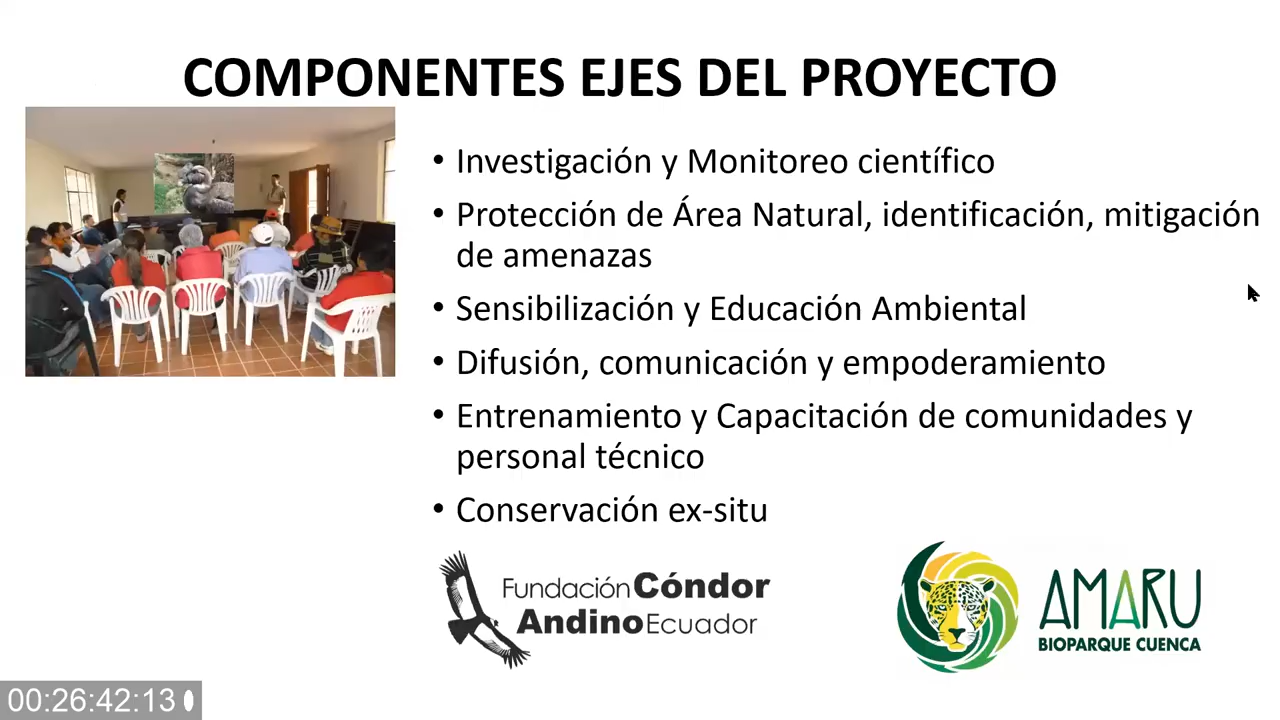 COMPONENTES EJES DEL PROYECTO
• Investigación y Monitoreo científico
• Protección de Área Natural, identificación, mitigación
de amenazas
• Sensibilización y Educación Ambiental
• Difusión, comunicación y empoderamiento
• Entrenamiento y Capacitación de comunidades y
personal técnico
• Conservación ex-situ
Fundación Cóndor
Andino Ecuador
AMARU
BIOPARQUE CUENCA
00:26:42:13